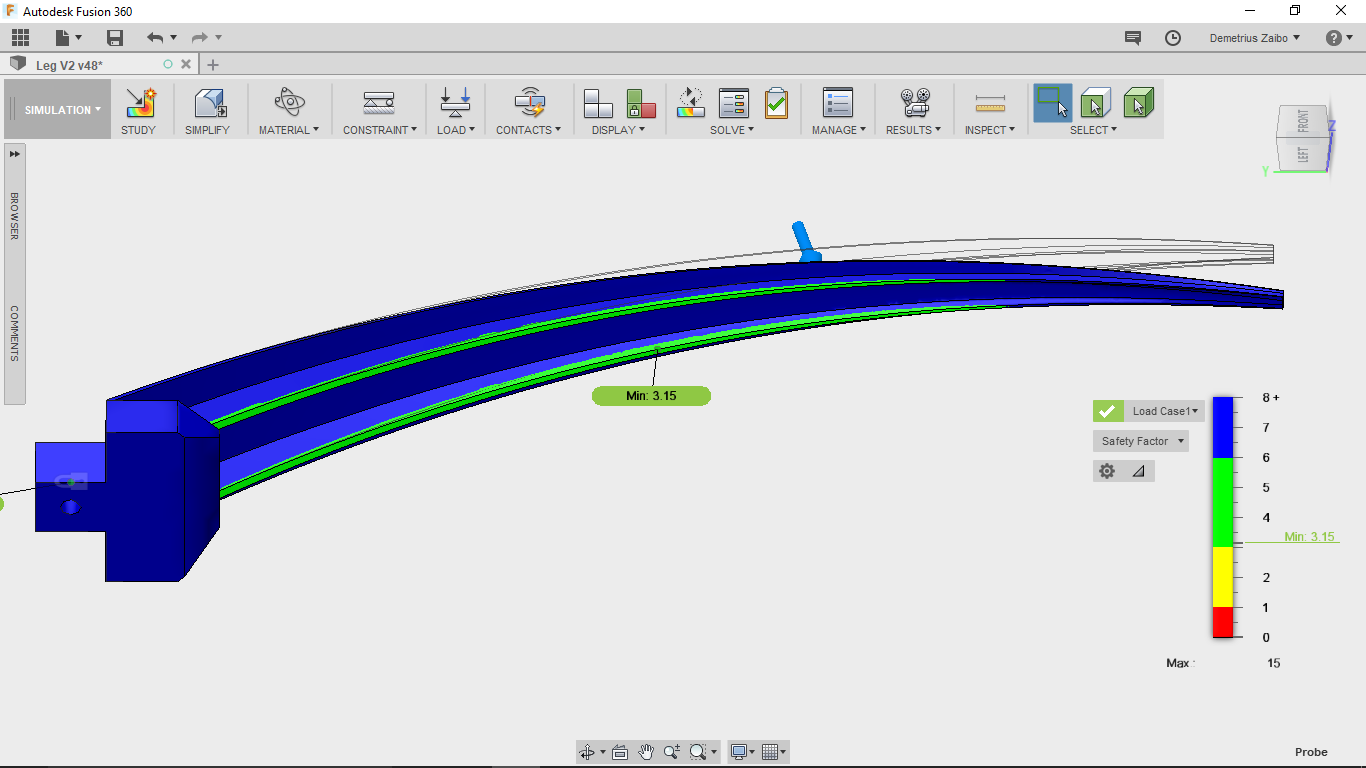 Autodesk Fusion 360
Demetrius Zaibo
Leg V2 v48*
SIMULATION
STUDY
SIMPLIFY
MATERIAL
CONSTRAINT
LOAD
CONTACTS
DISPLAY
SOLVE
MANAGE
RESULTS
INSPECT
SELECT
FRONT
LEFT
Z
Y
BROWSER
COMMENTS
Min: 3.15
Load Case1
Safety Factor
8 +
7
6
5
4
Min: 3.15
2
1
0
Max :
15
Probe